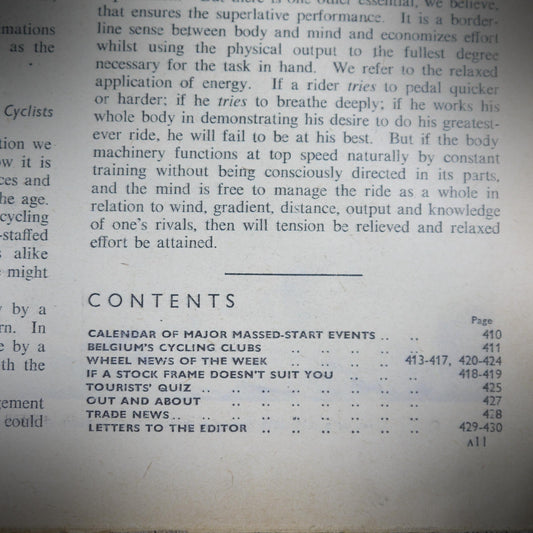 mations
as the
Cyclists
tion we
w it is
ces and
he age.
cycling
-staffed
alike
might
by a
rn. In
e by a
th the
gement
could
But there is one other essential, we believe,
that ensures the superlative performance. It is a border-
line sense between body and mind and economizes effort
whilst using the physical output to the fullest degree
necessary for the task in hand. We refer to the relaxed
application of energy. If a rider tries to pedal quicker
or harder; if he tries to breathe deeply; if he works his
whole body in demonstrating his desire to do his greatest-
ever ride, he will fail to be at his best. But if the body
machinery functions at top speed naturally by constant
training without being consciously directed in its parts,
and the mind is free to manage the ride as a whole in
relation to wind, gradient, distance, output and knowledge
of one's rivals, then will tension be relieved and relaxed
effort be attained.
CONTENTS
Page
CALENDAR OF MAJOR MASSED-START EVENTS .. .. 410
BELGIUM'S CYCLING CLUBS .. .. .. .. 411
WHEEL NEWS OF THE WEEK .. .. 413-417, 420-424
IF A STOCK FRAME DOESN'T SUIT YOU .. .. .. 418-419
TOURISTS' QUIZ .. .. .. .. .. .. 425
OUT AND ABOUT .. .. .. .. .. .. 427
TRADE NEWS .. .. .. .. .. .. .. 428
LETTERS TO THE EDITOR .. .. .. .. .. 429-430
A11